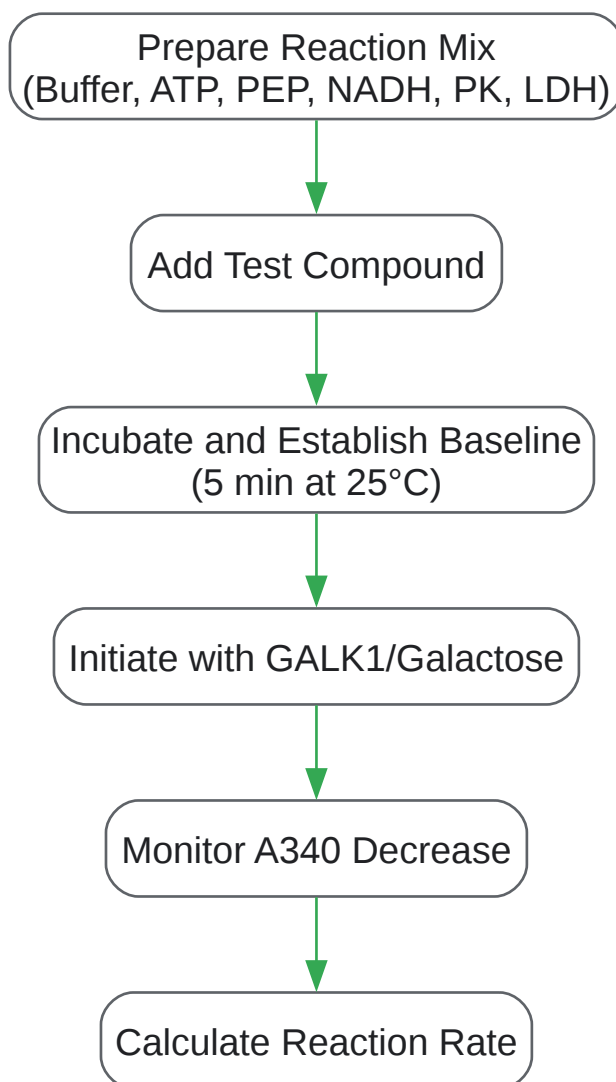 Prepare Reaction Mix
(Buffer, ATP, PEP, NADH, PK, LDH)
Add Test Compound
Incubate and Establish Baseline
(5 min at 25°C)
Initiate with GALK1/Galactose
Monitor A340 Decrease
Calculate Reaction Rate